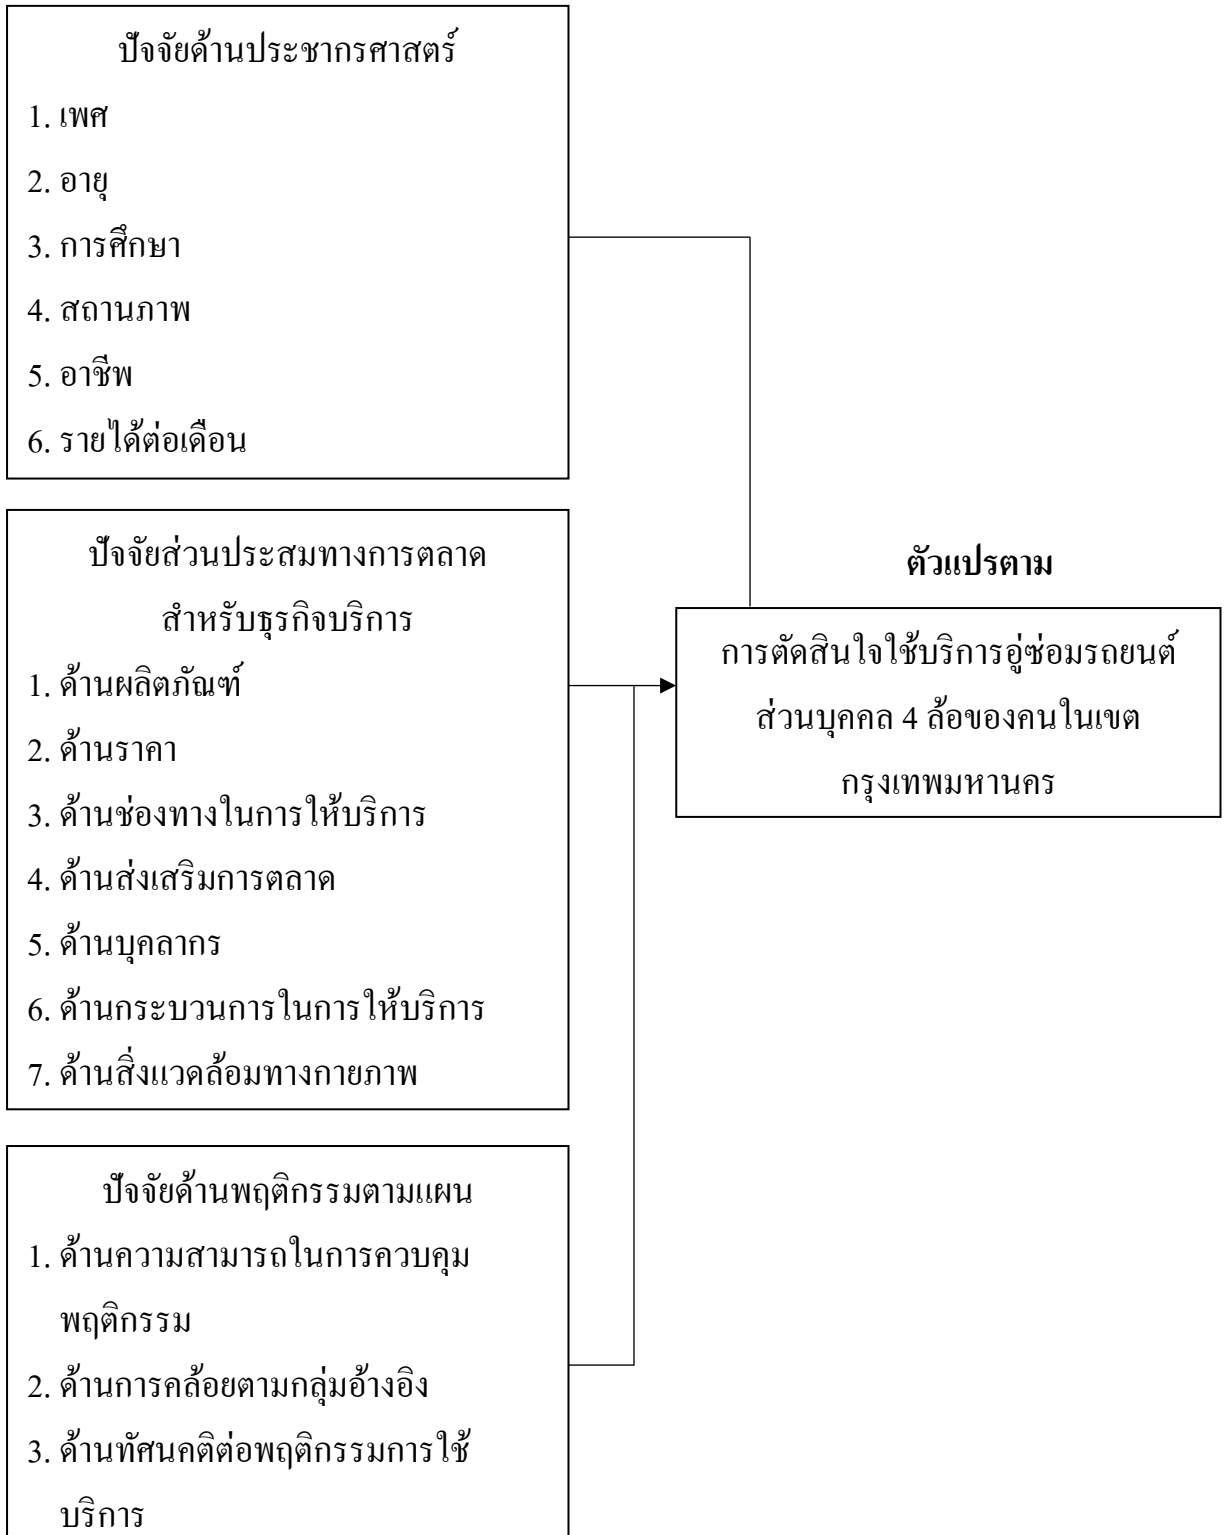 ปัจจัยด้านประชากรศาสตร์
1. เพศ
2. อายุ
3. การศึกษา
4. สถานภาพ
5. อาชีพ
6. รายได้ต่อเดือน
ปัจจัยส่วนประสมทางการตลาด
สำหรับธุรกิจบริการ
1. ด้านผลิตภัณฑ์
2. ด้านราคา
3. ด้านช่องทางในการให้บริการ
4. ด้านส่งเสริมการตลาด
5. ด้านบุคลากร
6. ด้านกระบวนการในการให้บริการ
7. ด้านสิ่งแวดล้อมทางกายภาพ
ปัจจัยด้านพฤติกรรมตามแผน
1. ด้านความสามารถในการควบคุม
พฤติกรรม
2. ด้านการคล้อยตามกลุ่มอ้างอิง
3. ด้านทัศนคติต่อพฤติกรรมการใช้
บริการ
ตัวแปรตาม
การตัดสินใจใช้บริการอู่ซ่อมรถยนต์
ส่วนบุคคล 4 ล้อของคนในเขต
กรุงเทพมหานคร